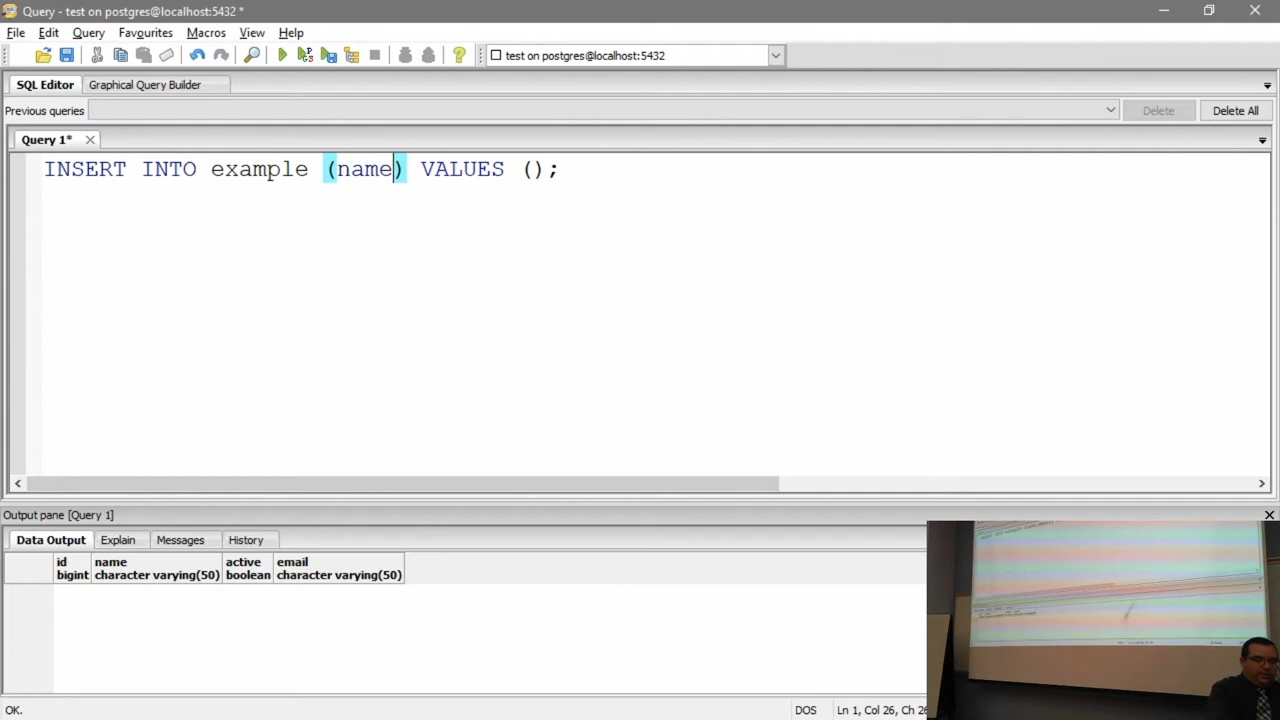 Query - test on postgres@localhost:5432 *
File Edit Query Favourites Macros View Help
test on postgres@localhost:5432
SQL Editor Graphical Query Builder
Previous queries Delete Delete All
Query 1*
INSERT INTO example (name) VALUES ();
Output pane [Query 1]
Data Output Explain Messages History
id name active email
bigint character varying(50) boolean character varying(50)
OK. DOS Ln 1, Col 26, Ch 26